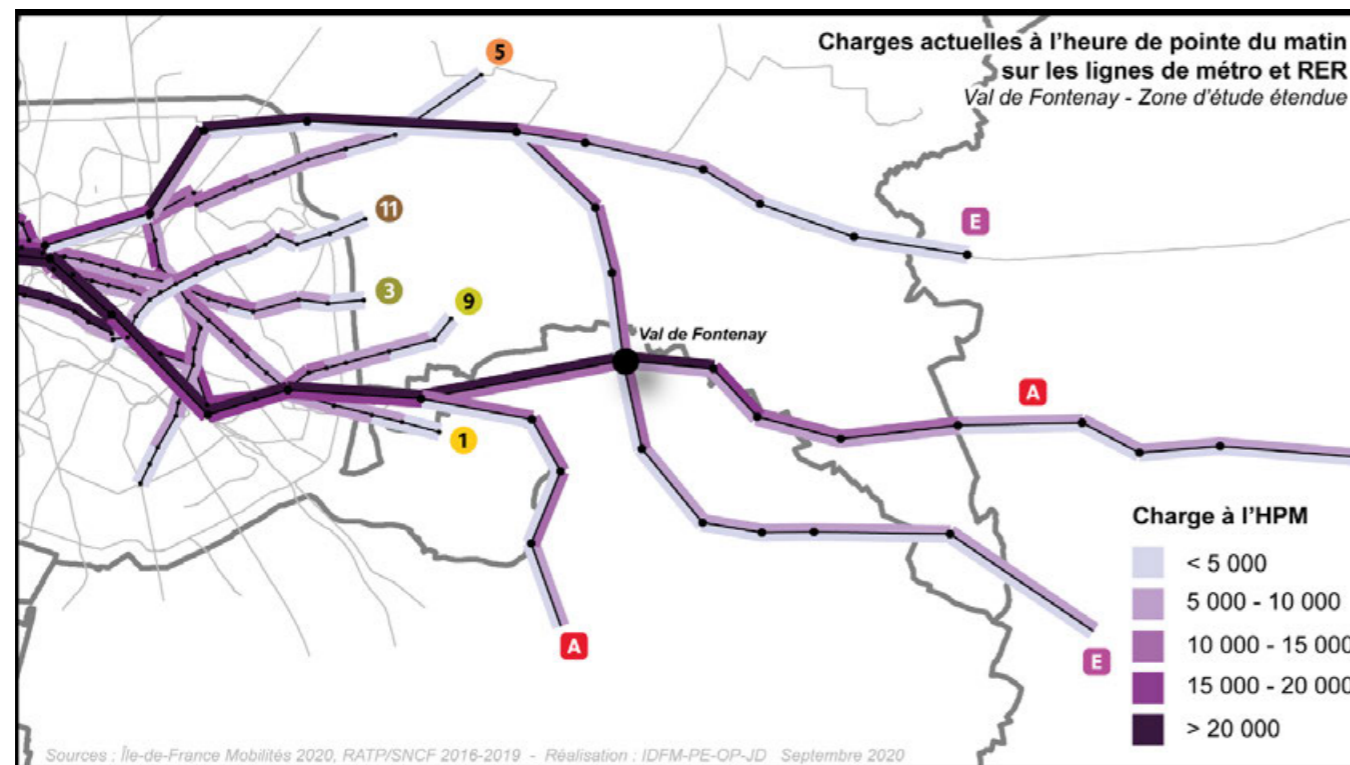 Charges actuelles à l'heure de pointe du matin
sur les lignes de métro et RER
Val de Fontenay - Zone d'étude étendue
5
11
E
3
9
Val de Fontenay
A
1
A
E
Charge à l'HPM
< 5 000
5 000 - 10 000
10 000 - 15 000
15 000 - 20 000
> 20 000
Sources : Île-de-France Mobilités 2020, RATP/SNCF 2016-2019 - Réalisation : IDFM-PE-OP-JD Septembre 2020